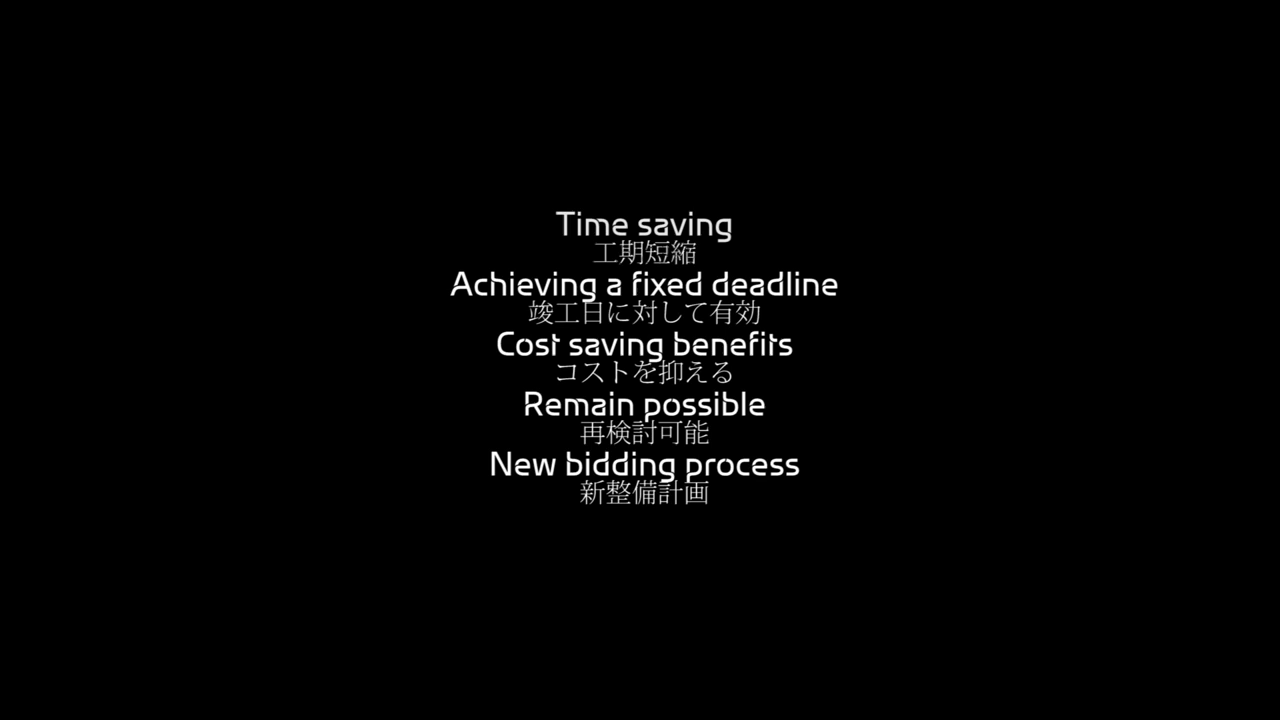 Time saving
工期短縮
Achieving a fixed deadline
竣工日に対して有効
Cost saving benefits
コストを抑える
Remain possible
再検討可能
New bidding process
新整備計画